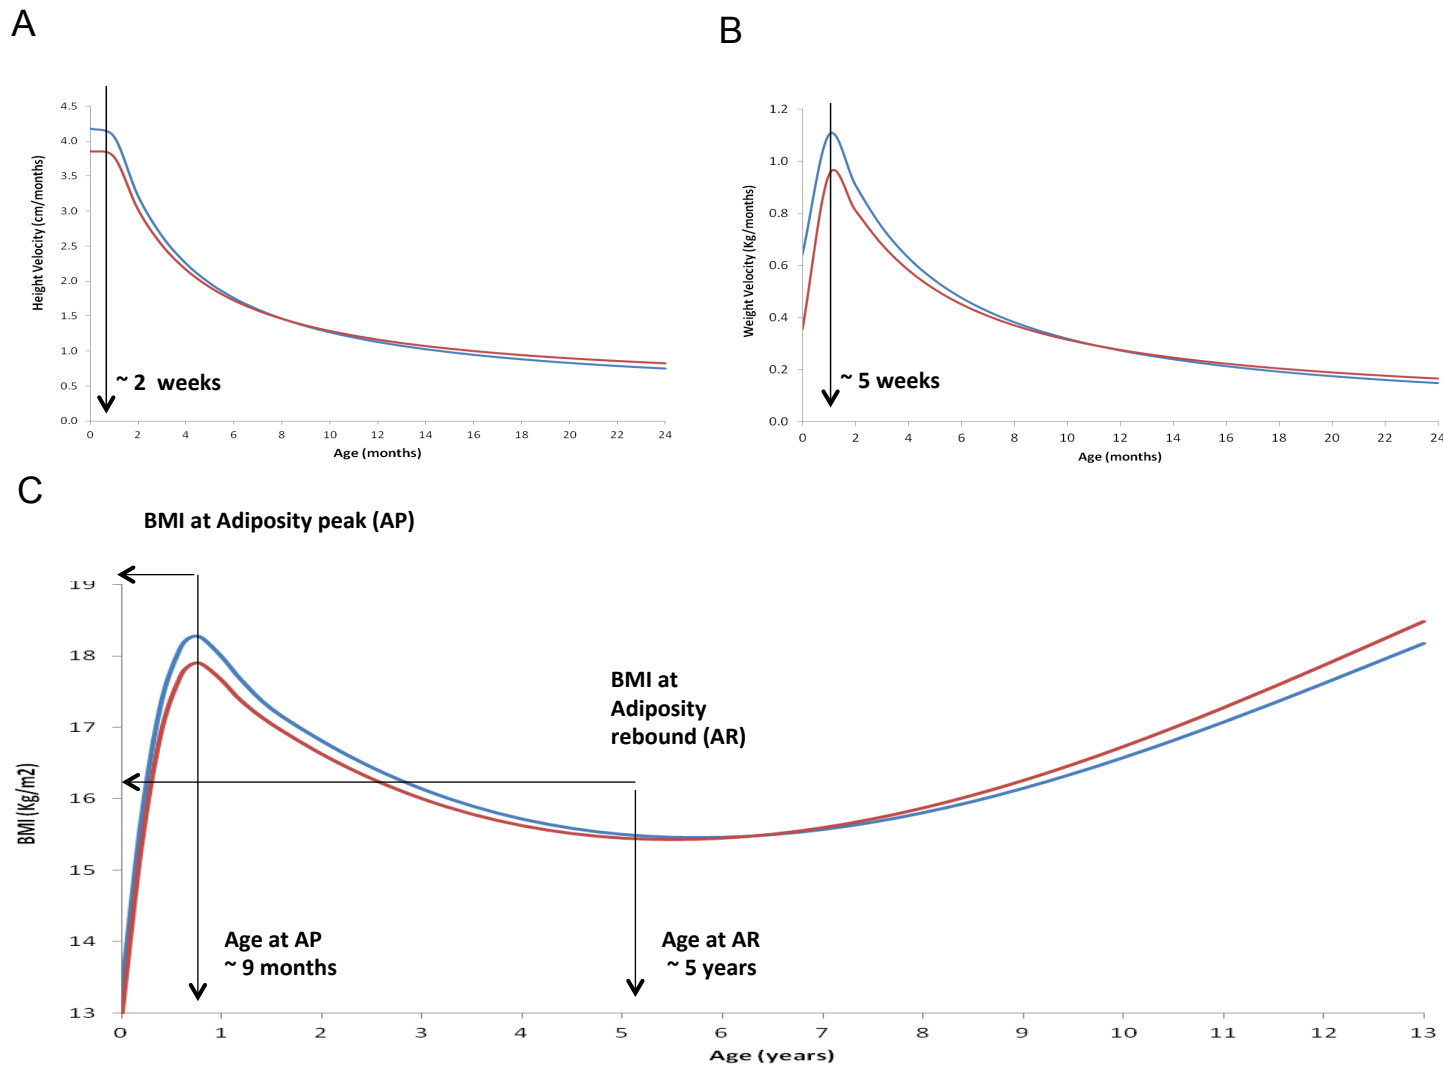 A
B
4.5
4.0
3.5
3.0
2.5
2.0
1.5
1.0
0.5
0.0
Height Velocity (cm/months)
~ 2 weeks
0 2 4 6 8 10 12 14 16 18 20 22 24
Age (months)
1.2
1.0
0.8
0.6
0.4
0.2
0.0
Weight Velocity (Kg/months)
~ 5 weeks
0 2 4 6 8 10 12 14 16 18 20 22 24
Age (months)
C
BMI at Adiposity peak (AP)
19
18
17
16
15
14
13
BMI (Kg/m2)
BMI at
Adiposity
rebound (AR)
Age at AP
~ 9 months
Age at AR
~ 5 years
0 1 2 3 4 5 6 7 8 9 10 11 12 13
Age (years)